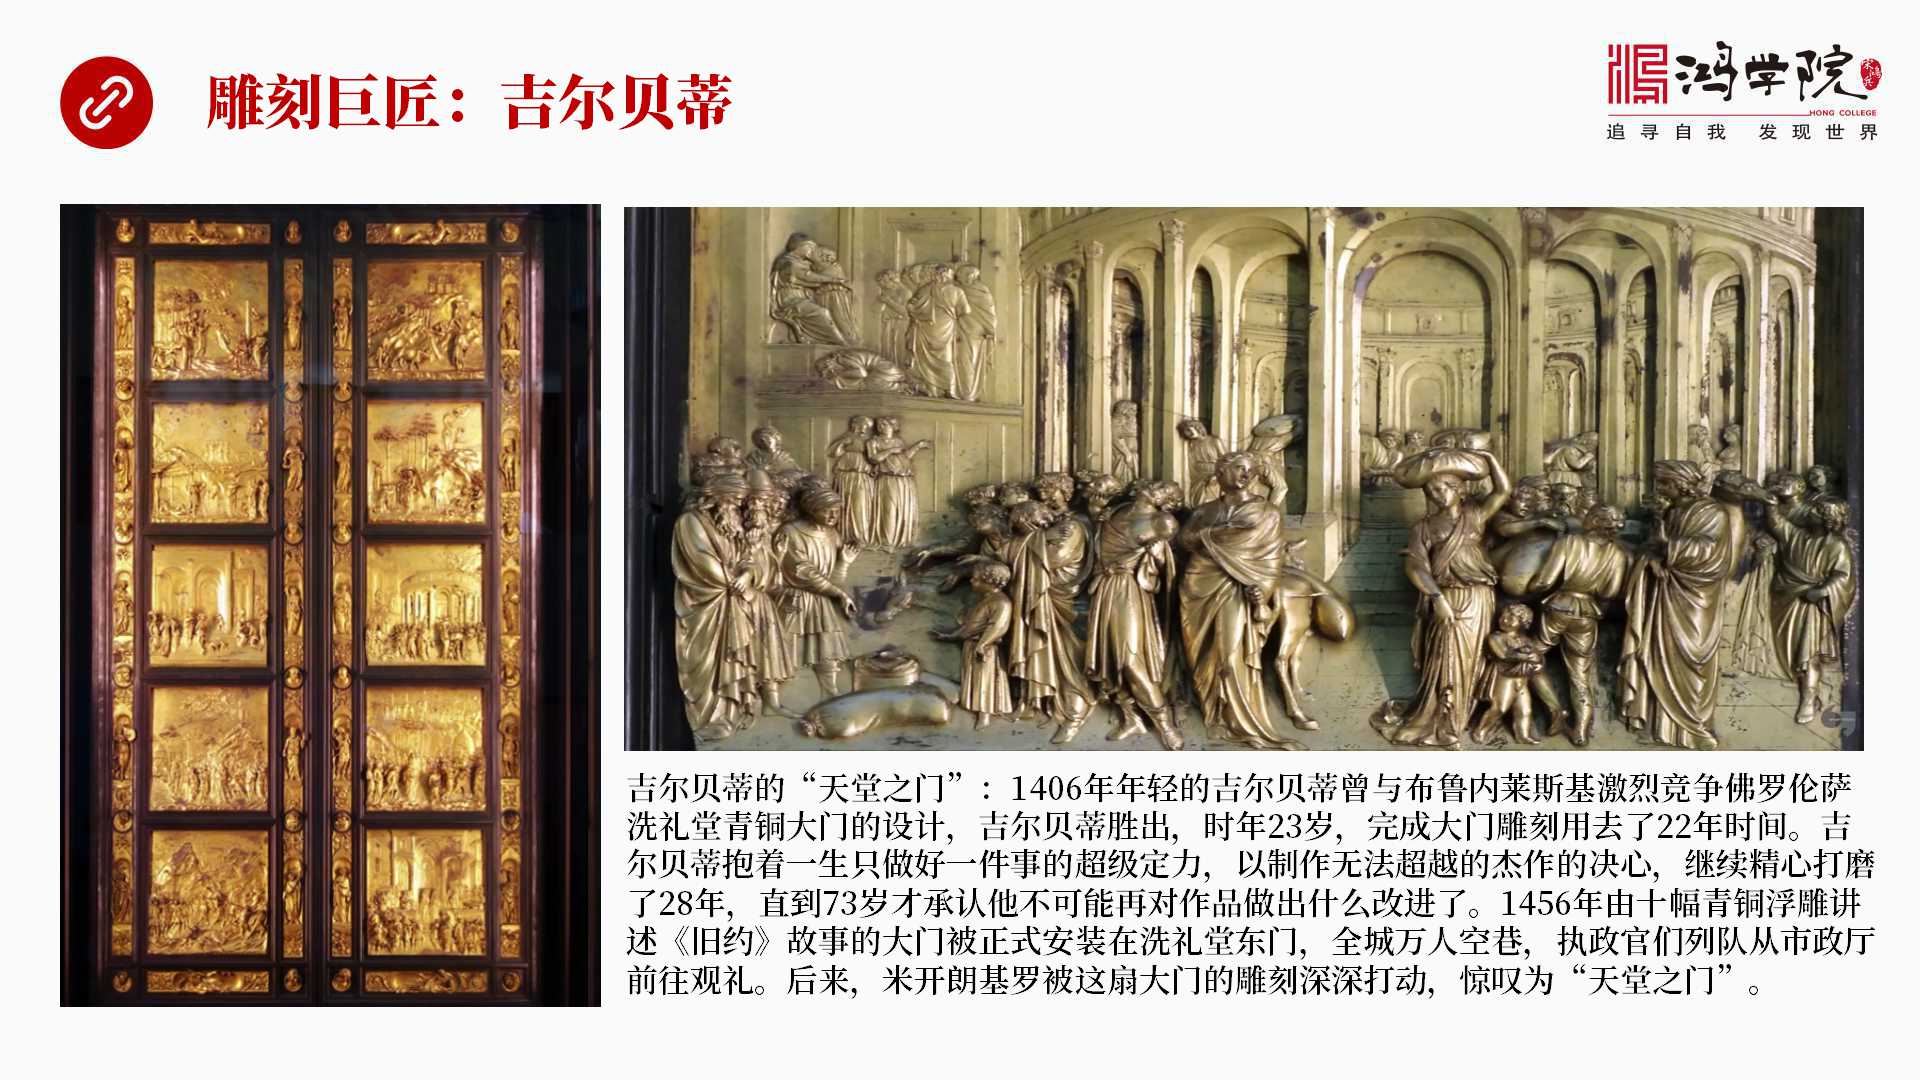 雕刻巨匠：吉尔贝蒂
鸿学院
HONG COLLEGE
追寻自我 发现世界
吉尔贝蒂的“天堂之门”：1406年年轻的吉尔贝蒂曾与布鲁内莱斯基激烈竞争佛罗伦萨
洗礼堂青铜大门的设计，吉尔贝蒂胜出，时年23岁，完成大门雕刻用去了22年时间。吉
尔贝蒂抱着一生只做好一件事的超级定力，以制作无法超越的杰作的决心，继续精心打磨
了28年，直到73岁才承认他不可能再对作品做出什么改进了。1456年由十幅青铜浮雕讲
述《旧约》故事的大门被正式安装在洗礼堂东门，全城万人空巷，执政官们列队从市政厅
前往观礼。后来，米开朗基罗被这扇大门的雕刻深深打动，惊叹为“天堂之门”。